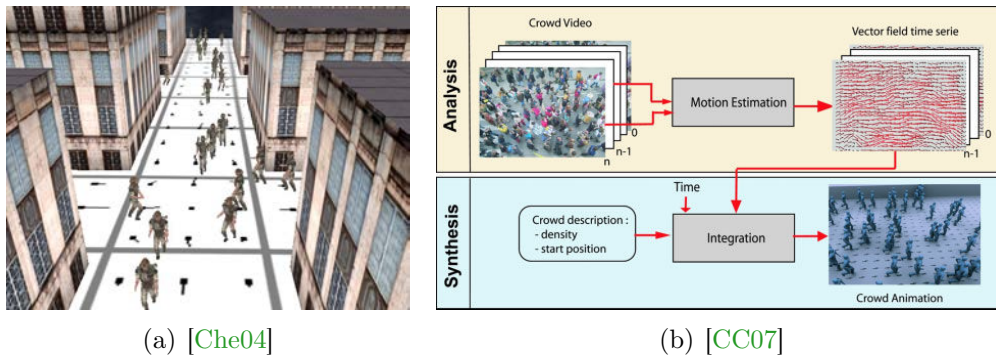 Crowd Video
Vector field time serie
Analysis
Motion Estimation
0
n-1
n
0
n-1
Time
Synthesis
Crowd description :
- density
- start position
Integration
Crowd Animation
(a) [Che04]
(b) [CC07]